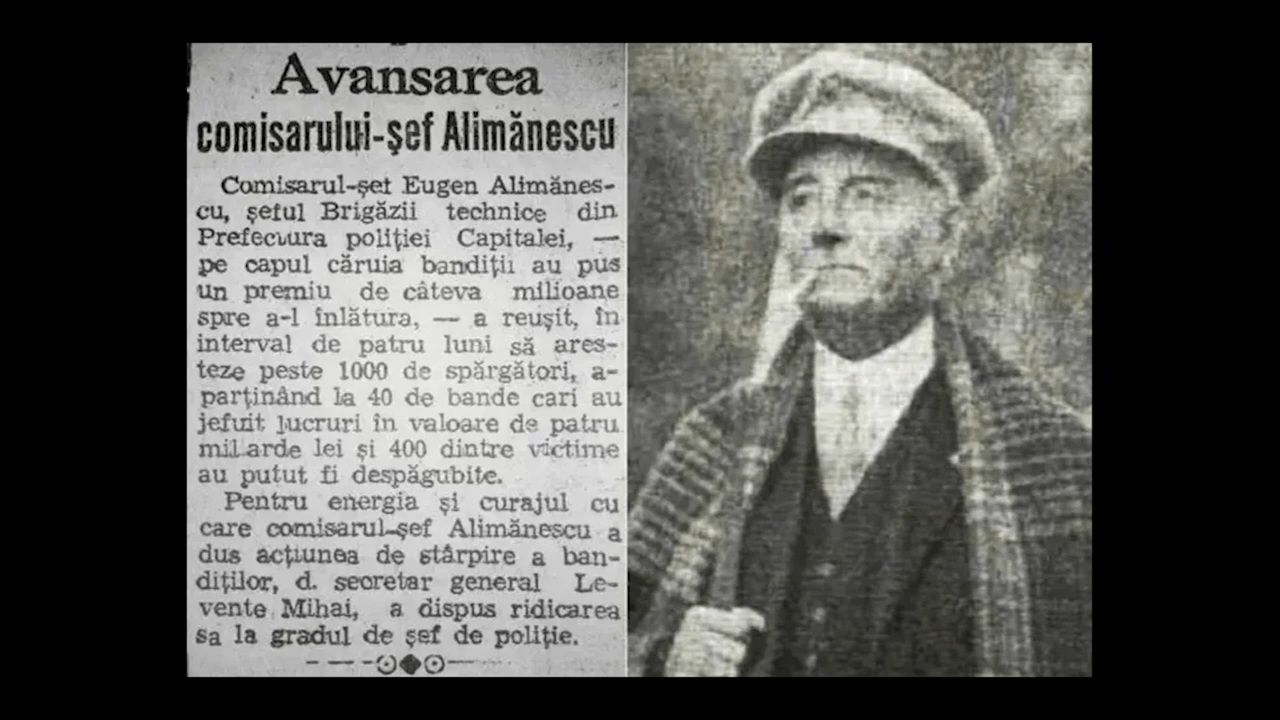 Avansarea
comisarului-şef Alimănescu
Comisarul-şef Eugen Alimănes-
cu, şeful Brigăzii technice din
Prefectura poliţiei Capitalei, —
pe capul căruia bandiţii au pus
un premiu de câteva milioane
spre a-l înlătura, — a reuşit, în
interval de patru luni să ares-
teze peste 1000 de spărgători, a-
parţinând la 40 de bande cari au
jefuit lucruri în valoare de patru
miliarde lei şi 400 dintre victime
au putut fi despăgubite.
Pentru energia şi curajul cu
care comisarul-şef Alimănescu a
dus acţiunea de stârpire a ban-
diţilor, d. secretar general Le-
vente Mihai, a dispus ridicarea
sa la gradul de şef de poliţie.